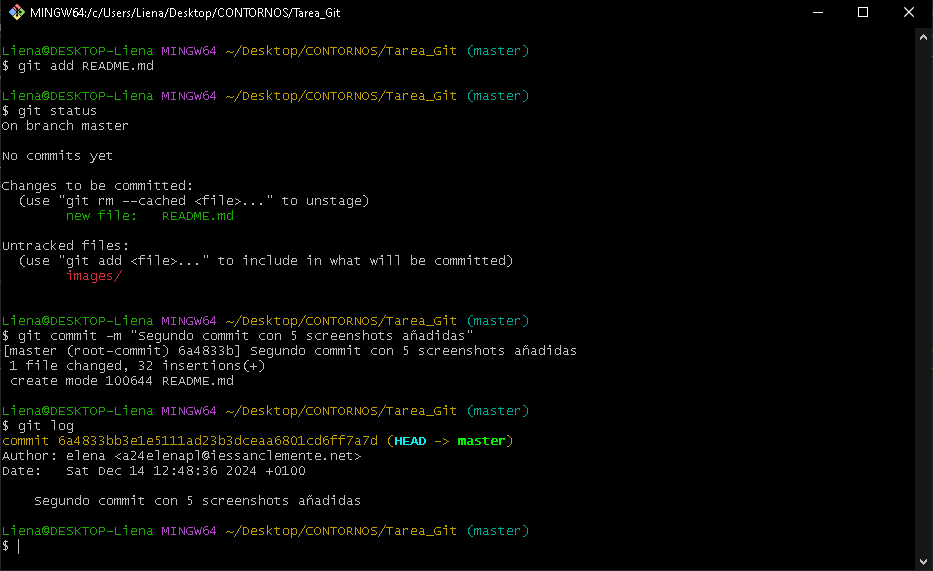 MINGW64:/c/Users/Liena/Desktop/CONTORNOS/Tarea_Git
Liena@DESKTOP-Liena MINGW64 ~/Desktop/CONTORNOS/Tarea_Git (master)
$ git add README.md
Liena@DESKTOP-Liena MINGW64 ~/Desktop/CONTORNOS/Tarea_Git (master)
$ git status
On branch master
No commits yet
Changes to be committed:
  (use "git rm --cached <file>..." to unstage)
        new file:   README.md
Untracked files:
  (use "git add <file>..." to include in what will be committed)
        images/
Liena@DESKTOP-Liena MINGW64 ~/Desktop/CONTORNOS/Tarea_Git (master)
$ git commit -m "Segundo commit con 5 screenshots añadidas"
[master (root-commit) 6a4833b] Segundo commit con 5 screenshots añadidas
 1 file changed, 32 insertions(+)
 create mode 100644 README.md
Liena@DESKTOP-Liena MINGW64 ~/Desktop/CONTORNOS/Tarea_Git (master)
$ git log
commit 6a4833bb3e1e5111ad23b3dceaa6801cd6ff7a7d (HEAD -> master)
Author: elena <a24elenapl@iessanclemente.net>
Date:   Sat Dec 14 12:48:36 2024 +0100
    Segundo commit con 5 screenshots añadidas
Liena@DESKTOP-Liena MINGW64 ~/Desktop/CONTORNOS/Tarea_Git (master)
$